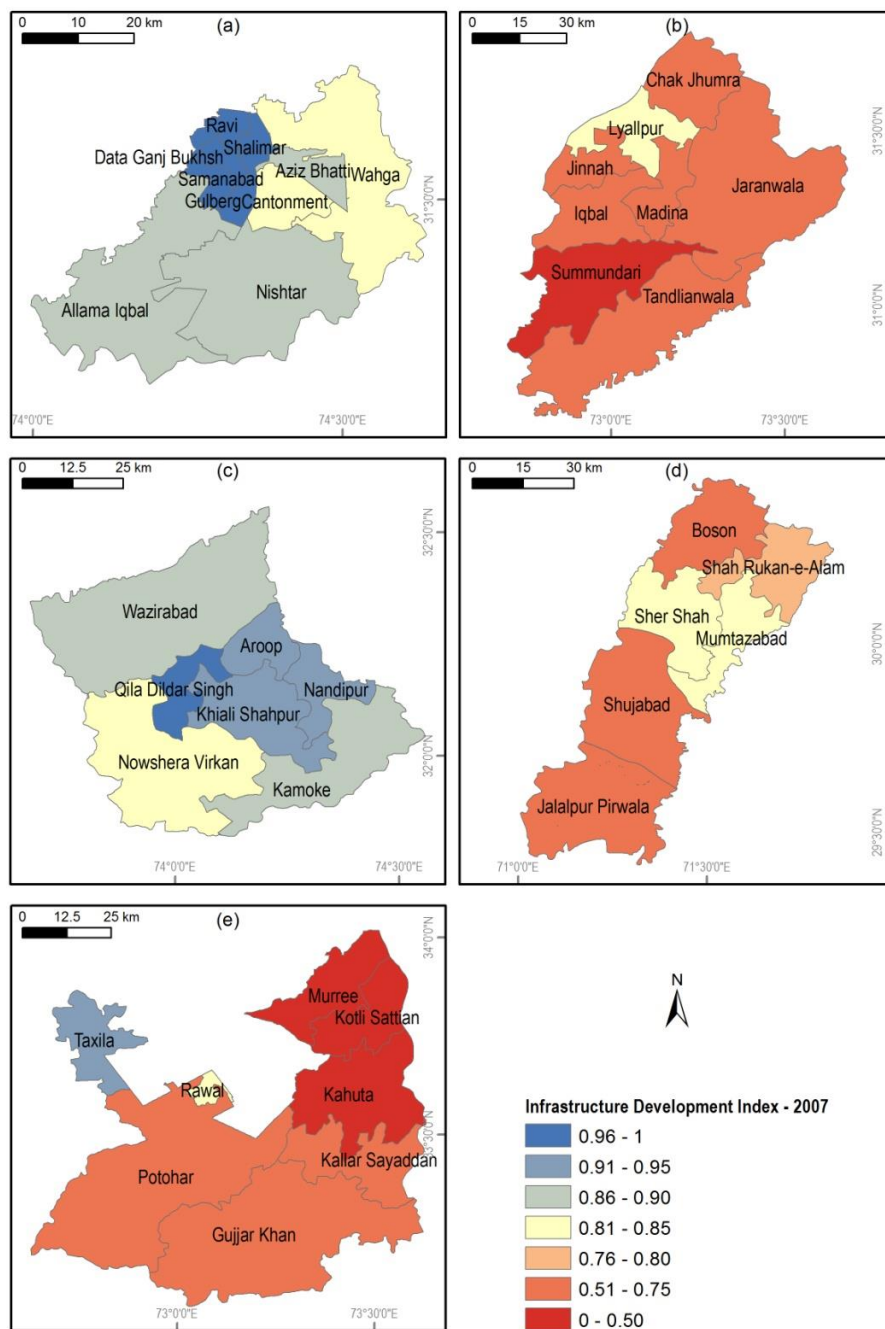 0 10 20 km
(a)
Ravi
Shalimar
Data Ganj Bukhsh
Aziz Bhatti
Wahga
Samanabad
Gulberg
Cantonment
Nishtar
Allama Iqbal
31°30'0"N
74°0'0"E
74°30'0"E
0 15 30 km
(b)
Chak Jhumra
Lyallpur
Jinnah
Jaranwala
Iqbal
Madina
Summundari
Tandlianwala
31°30'0"N
31°0'0"N
73°0'0"E
73°30'0"E
0 12.5 25 km
(c)
Wazirabad
Aroop
Qila Dildar Singh
Nandipur
Khiali Shahpur
Nowshera Virkan
Kamoke
32°30'0"N
32°0'0"N
74°0'0"E
74°30'0"E
0 15 30 km
(d)
Boson
Shah Rukan-e-Alam
Sher Shah
Mumtazabad
Shujabad
Jalalpur Pirwala
30°0'0"N
29°30'0"N
71°0'0"E
71°30'0"E
0 12.5 25 km
(e)
Murree
Kotli Sattian
Taxila
Rawal
Kahuta
Kallar Sayaddan
Potohar
Gujjar Khan
34°0'0"N
33°30'0"N
73°0'0"E
73°30'0"E
N
Infrastructure Development Index - 2007
0.96 - 1
0.91 - 0.95
0.86 - 0.90
0.81 - 0.85
0.76 - 0.80
0.51 - 0.75
0 - 0.50